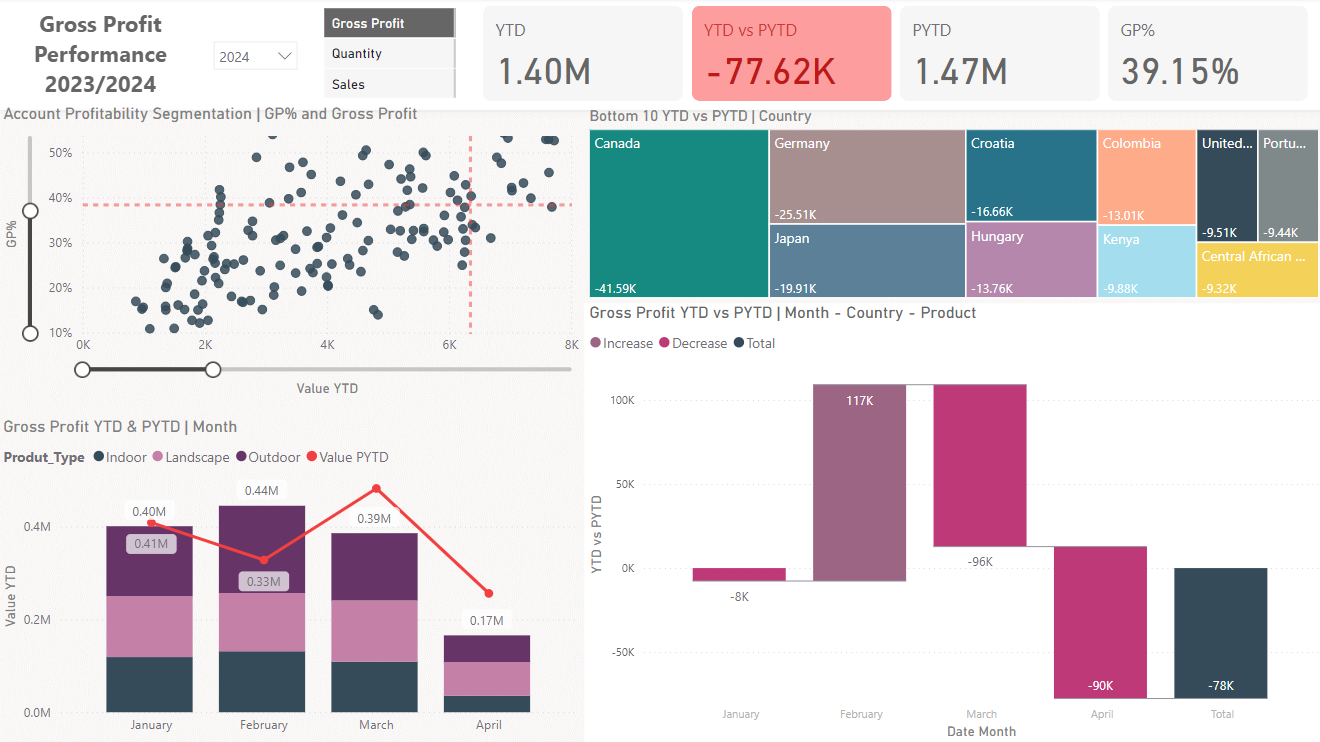 Gross Profit
Performance
2023/2024
2024
Gross Profit
Quantity
Sales
YTD
1.40M
YTD vs PYTD
-77.62K
PYTD
1.47M
GP%
39.15%
Account Profitability Segmentation | GP% and Gross Profit
GP%
50%
40%
30%
20%
10%
0K 2K 4K 6K 8K
Value YTD
Bottom 10 YTD vs PYTD | Country
Canada
-41.59K
Germany
-25.51K
Japan
-19.91K
Croatia
-16.66K
Hungary
-13.76K
Colombia
-13.01K
Kenya
-9.88K
United...
-9.51K
Portu...
-9.44K
Central African ...
-9.32K
Gross Profit YTD & PYTD | Month
Produt_Type Indoor Landscape Outdoor Value PYTD
Value YTD
0.4M
0.2M
0.0M
0.40M
0.41M
0.44M
0.33M
0.39M
0.17M
January February March April
Gross Profit YTD vs PYTD | Month - Country - Product
Increase Decrease Total
YTD vs PYTD
100K
50K
0K
-50K
-8K
117K
-96K
-90K
-78K
January February March April Total
Date Month